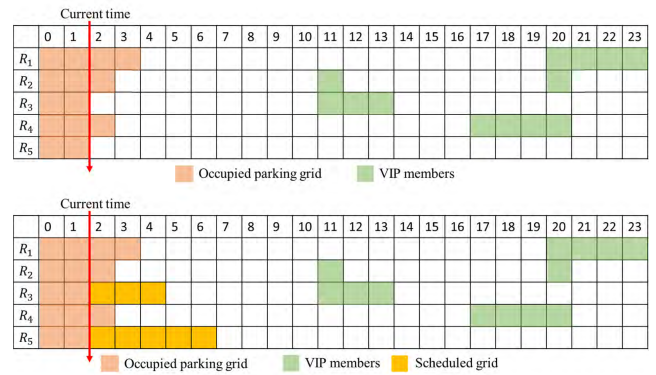 Current time
0 1 2 3 4 5 6 7 8 9 10 11 12 13 14 15 16 17 18 19 20 21 22 23
R₁
R₂
R₃
R₄
R₅
Occupied parking grid VIP members
Current time
0 1 2 3 4 5 6 7 8 9 10 11 12 13 14 15 16 17 18 19 20 21 22 23
R₁
R₂
R₃
R₄
R₅
Occupied parking grid VIP members Scheduled grid